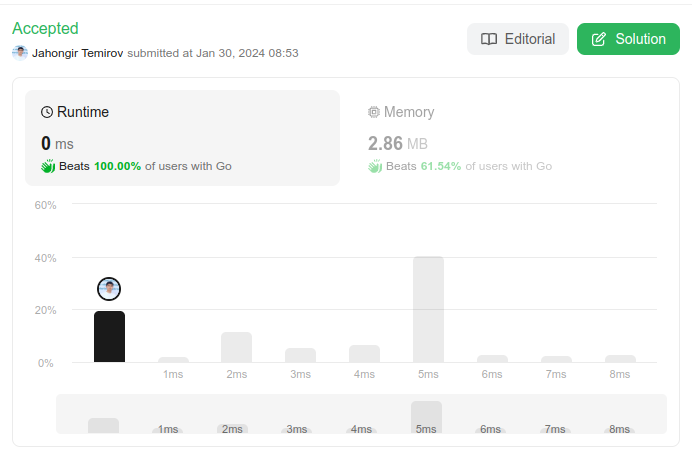 Accepted
Jahongir Temirov submitted at Jan 30, 2024 08:53
Editorial
Solution
Runtime
0 ms
Beats 100.00% of users with Go
Memory
2.86 MB
Beats 61.54% of users with Go
60%
40%
20%
0%
1ms 2ms 3ms 4ms 5ms 6ms 7ms 8ms
1ms 2ms 3ms 4ms 5ms 6ms 7ms 8ms